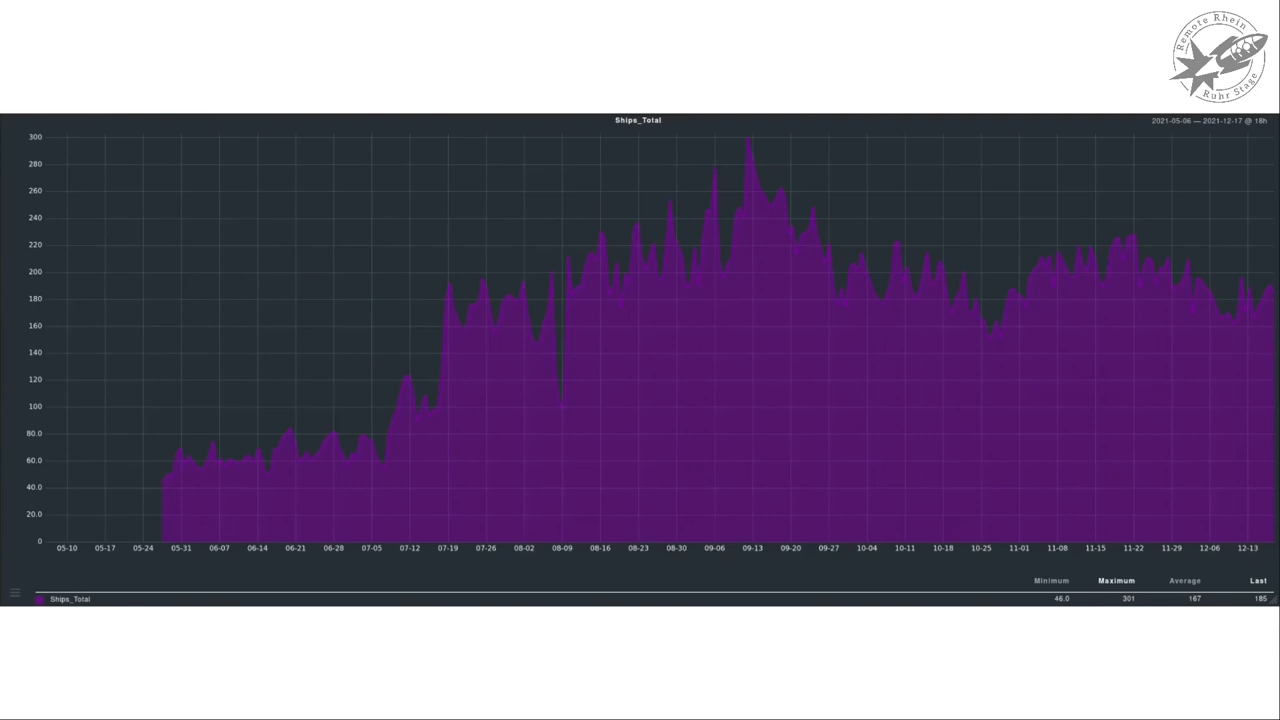 Remote Rhein
Ruhr Stage
Ships_Total
2021-05-06 — 2021-12-17 @ 18h
300
280
260
240
220
200
180
160
140
120
100
80.0
60.0
40.0
20.0
0
05-10 05-17 05-24 05-31 06-07 06-14 06-21 06-28 07-05 07-12 07-19 07-26 08-02 08-09 08-16 08-23 08-30 09-06 09-13 09-20 09-27 10-04 10-11 10-18 10-25 11-01 11-08 11-15 11-22 11-29 12-06 12-13
Minimum Maximum Average Last
Ships_Total 46.0 301 167 185